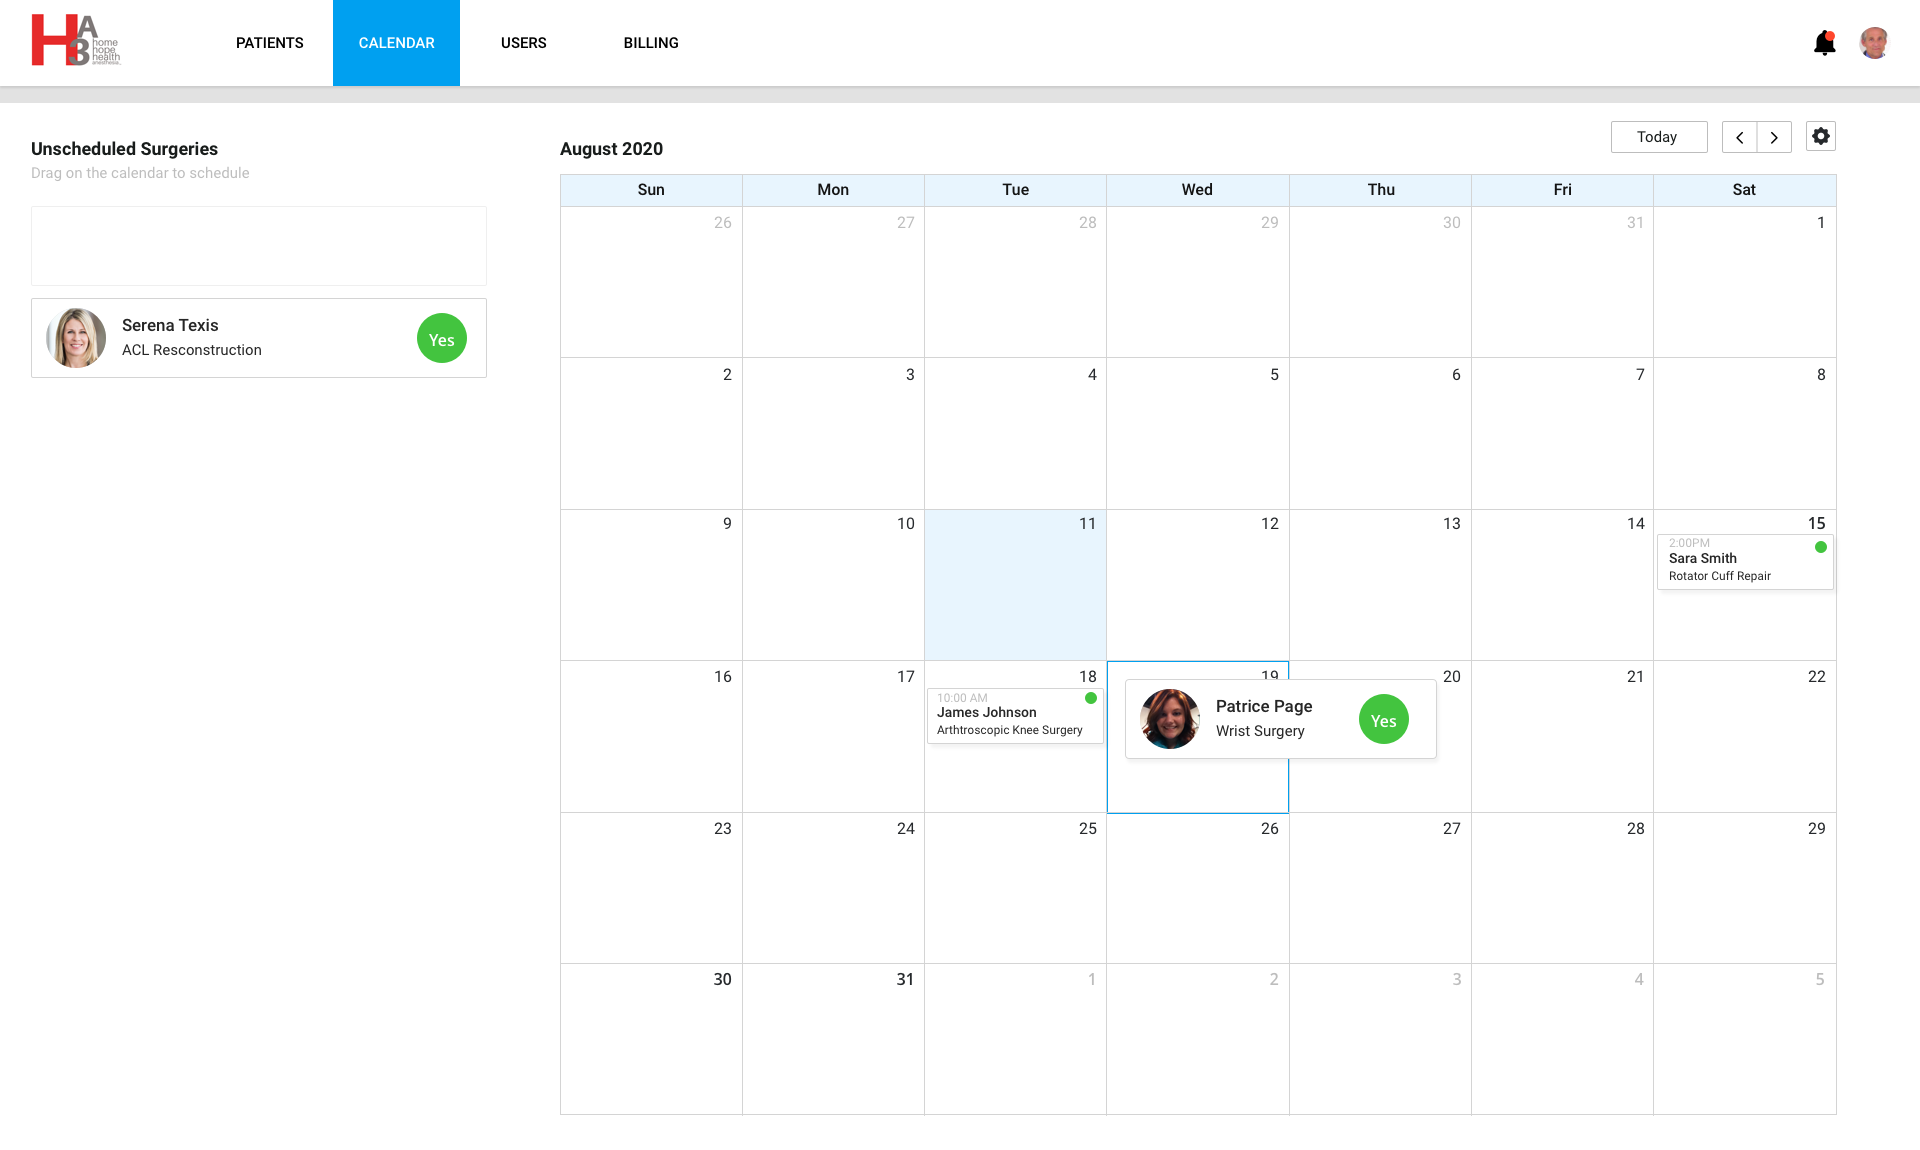 HA3
home
hope
health
anesthesia
PATIENTS
CALENDAR
USERS
BILLING
Unscheduled Surgeries
Drag on the calendar to schedule
Serena Texis
ACL Resconstruction
Yes
August 2020
Today
Sun Mon Tue Wed Thu Fri Sat
26 27 28 29 30 31 1
2 3 4 5 6 7 8
9 10 11 12 13 14 15
2:00PM
Sara Smith
Rotator Cuff Repair
16 17 18 19 20 21 22
10:00 AM
James Johnson
Arthtroscopic Knee Surgery
Patrice Page
Wrist Surgery
Yes
23 24 25 26 27 28 29
30 31 1 2 3 4 5